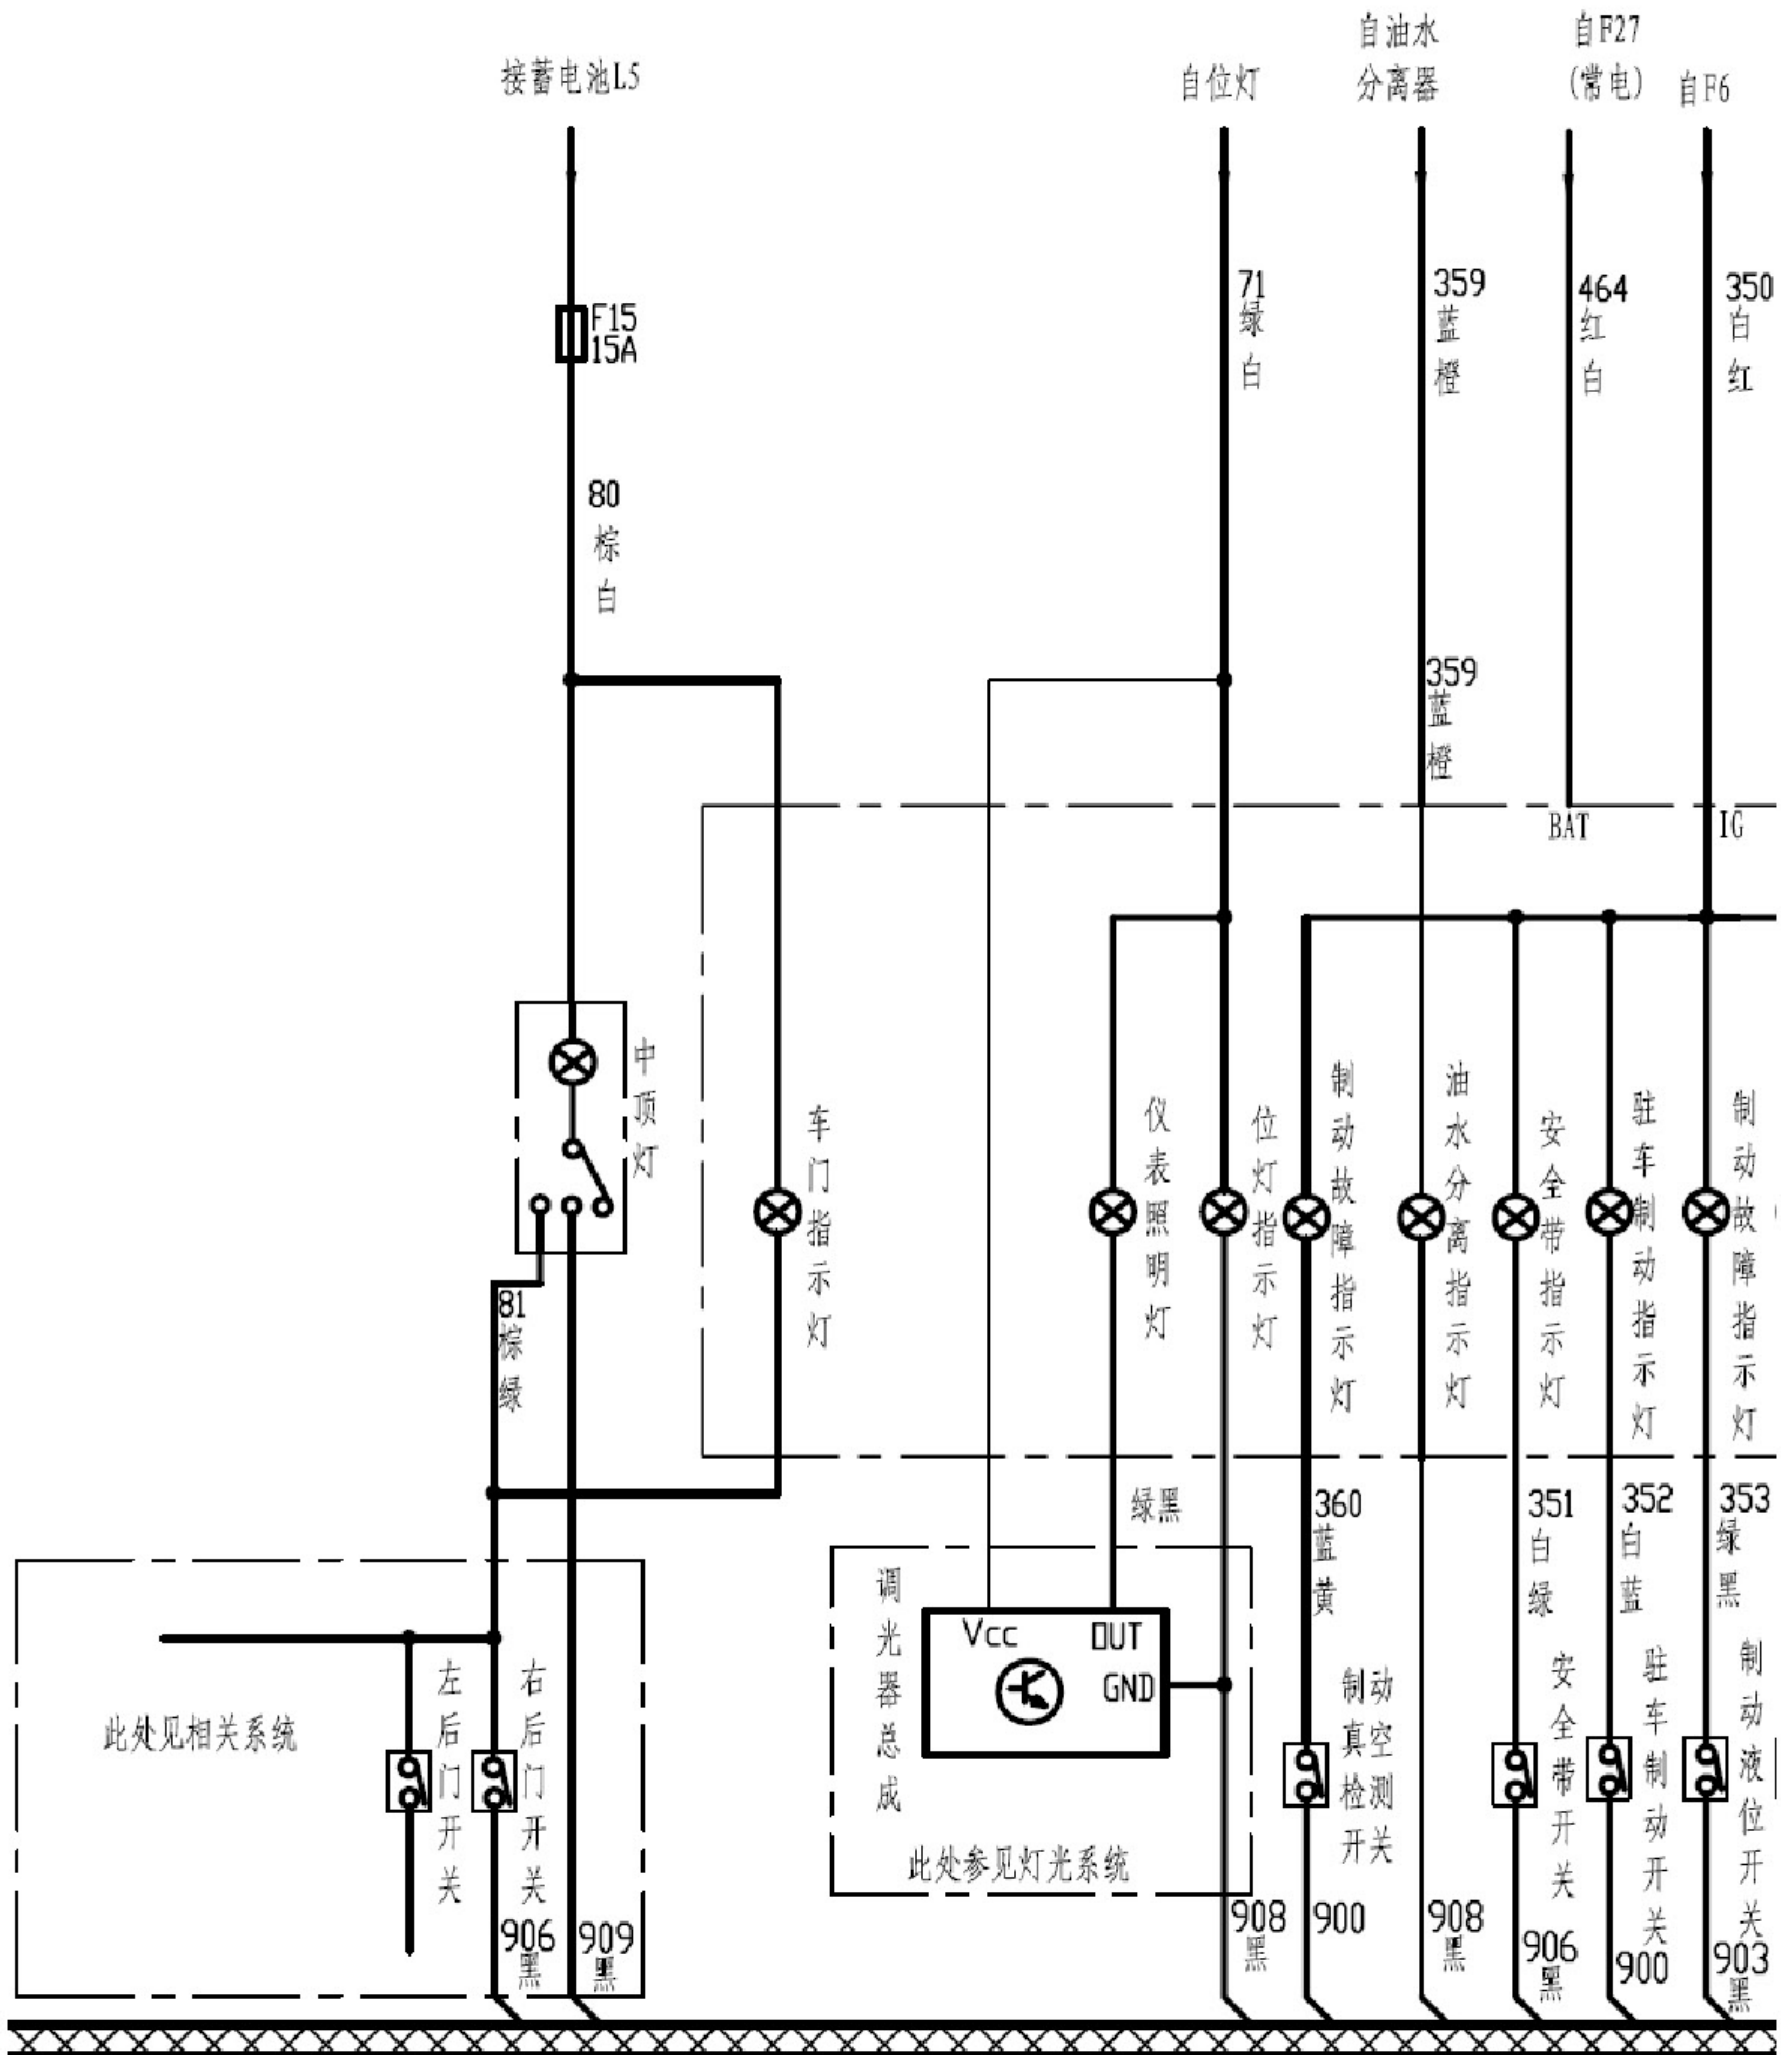 接蓄电池L5
自位灯
自油水
分离器
自F27
(常电)
自F6
F15
15A
71
绿白
359
蓝橙
464
红白
350
白红
80
棕白
359
蓝橙
BAT
IG
中顶灯
车门指示灯
仪表照明灯
位灯指示灯
制动故障指示灯
油水分离指示灯
安全带指示灯
驻车制动指示灯
制动故障指示灯
81
棕绿
绿黑
360
蓝黄
351
白绿
352
白蓝
353
绿黑
调光器总成
Vcc
OUT
GND
此处参见灯光系统
此处见相关系统
左后门开关
右后门开关
制动
真空
检测
开关
安全带开关
驻车制动开关
制动液位开关
906
黑
909
黑
908
黑
900
908
黑
906
黑
900
903
黑